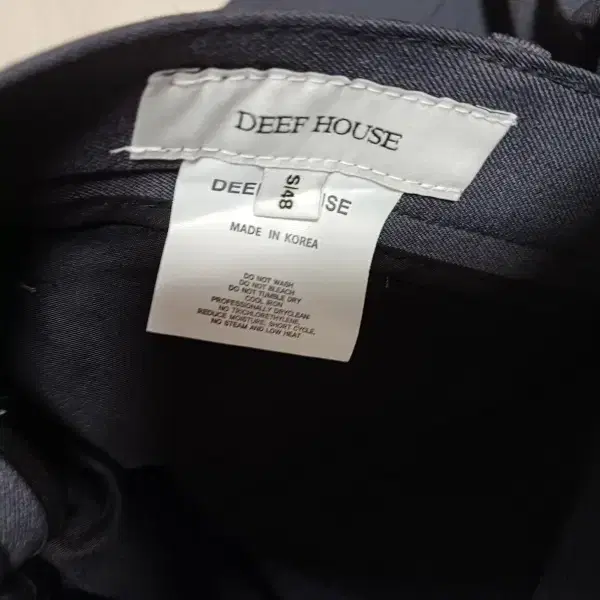 DEEF HOUSE
S/48
DEE SE
MADE IN KOREA
DO NOT WASH
DO NOT BLEACH
DO NOT TUMBLE DRY
COOL IRON
PROFESSIONALLY DRYCLEAN
NO TRICHLORETHYLENE,
REDUCE MOISTURE, SHORT CYCLE,
NO STEAM AND LOW HEAT